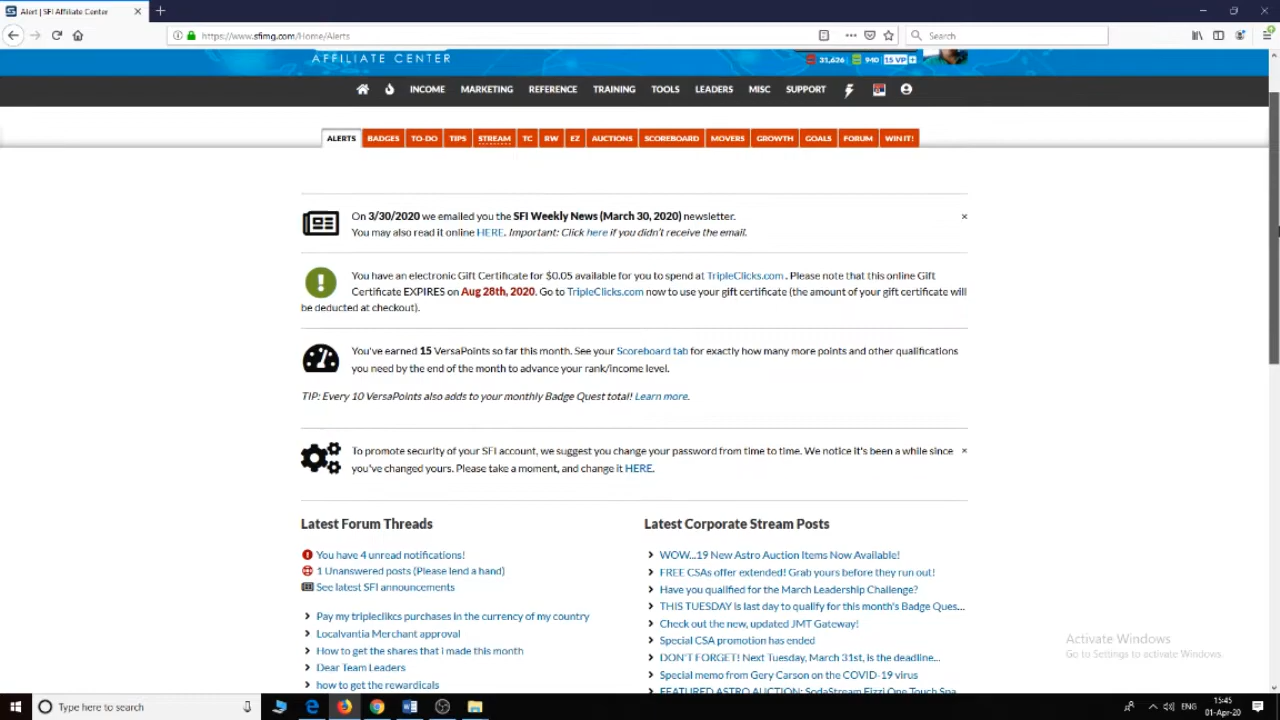 Alert | SFI Affiliate Center
https://www.sfimg.com/Home/Alerts
Search
AFFILIATE CENTER
31,626 940 15 VP
INCOME MARKETING REFERENCE TRAINING TOOLS LEADERS MISC SUPPORT
ALERTS BADGES TO-DO TIPS STREAM TC RW EZ AUCTIONS SCOREBOARD MOVERS GROWTH GOALS FORUM WIN IT!
On 3/30/2020 we emailed you the SFI Weekly News (March 30, 2020) newsletter.
You may also read it online HERE. Important: Click here if you didn't receive the email.
You have an electronic Gift Certificate for $0.05 available for you to spend at TripleClicks.com . Please note that this online Gift
Certificate EXPIRES on Aug 28th, 2020. Go to TripleClicks.com now to use your gift certificate (the amount of your gift certificate will
be deducted at checkout).
You've earned 15 VersaPoints so far this month. See your Scoreboard tab for exactly how many more points and other qualifications
you need by the end of the month to advance your rank/income level.
TIP: Every 10 VersaPoints also adds to your monthly Badge Quest total! Learn more.
To promote security of your SFI account, we suggest you change your password from time to time. We notice it's been a while since
you've changed yours. Please take a moment, and change it HERE.
Latest Forum Threads
You have 4 unread notifications!
1 Unanswered posts (Please lend a hand)
See latest SFI announcements
Pay my tripleclikcs purchases in the currency of my country
Localvantia Merchant approval
How to get the shares that i made this month
Dear Team Leaders
how to get the rewardicals
Latest Corporate Stream Posts
WOW...19 New Astro Auction Items Now Available!
FREE CSAs offer extended! Grab yours before they run out!
Have you qualified for the March Leadership Challenge?
THIS TUESDAY is last day to qualify for this month's Badge Ques...
Check out the new, updated JMT Gateway!
Special CSA promotion has ended
DON'T FORGET! Next Tuesday, March 31st, is the deadline...
Special memo from Gery Carson on the COVID-19 virus
FEATURED ASTRO AUCTION: SodaStream Fizzi One Touch Spa
Activate Windows
Go to Settings to activate Windows.
Type here to search
ENG
15:45
01-Apr-20